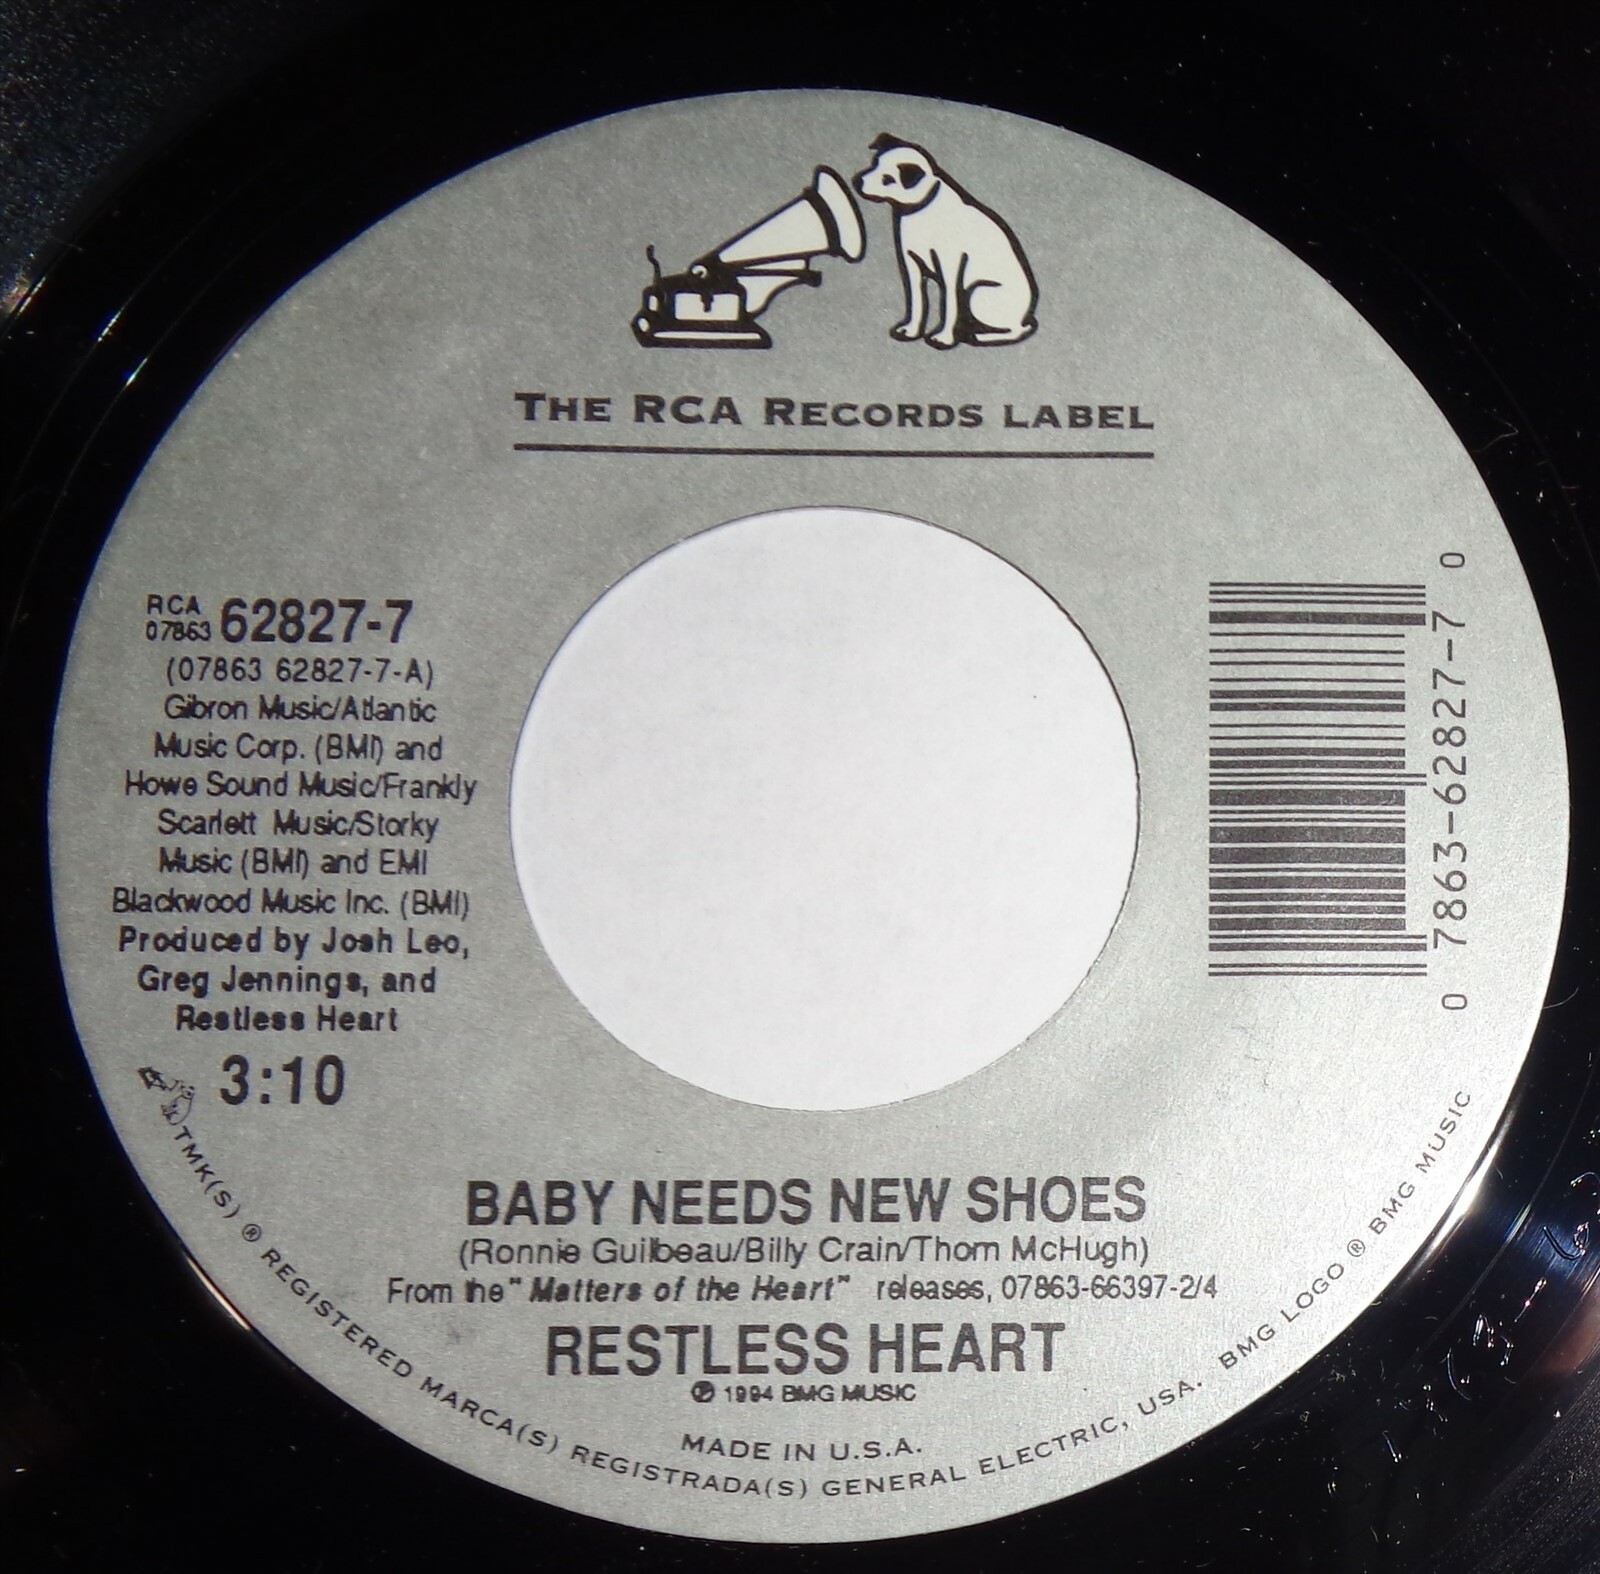 THE RCA RECORDS LABEL
RCA
07863 62827-7
(07863 62827-7-A)
Gibron Music/Atlantic
Music Corp. (BMI) and
Howe Sound Music/Frankly
Scarlett Music/Storky
Music (BMI) and EMI
Blackwood Music Inc. (BMI)
Produced by Josh Leo,
Greg Jennings, and
Restless Heart
3:10
0 7863-62827-7 0
BABY NEEDS NEW SHOES
(Ronnie Guilbeau/Billy Crain/Thom McHugh)
From the "Matters of the Heart" releases, 07863-66397-2/4
RESTLESS HEART
℗ 1994 BMG MUSIC
MADE IN U.S.A.
TMK(S) ® REGISTERED MARCA(S) REGISTRADA(S) GENERAL ELECTRIC, USA. BMG LOGO ® BMG MUSIC